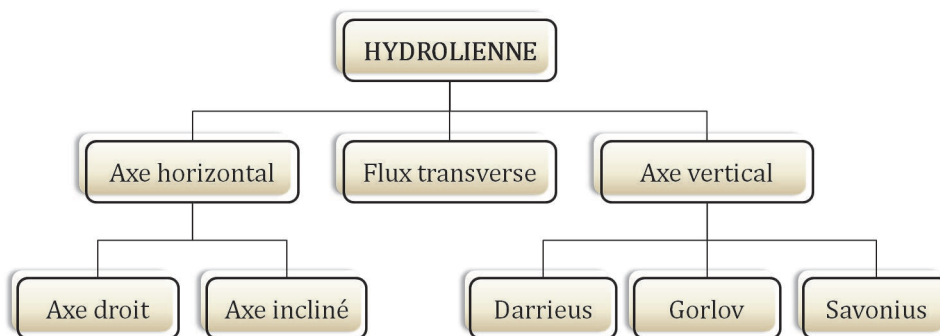 HYDROLIENNE
Axe horizontal
Flux transverse
Axe vertical
Axe droit
Axe incliné
Darrieus
Gorlov
Savonius